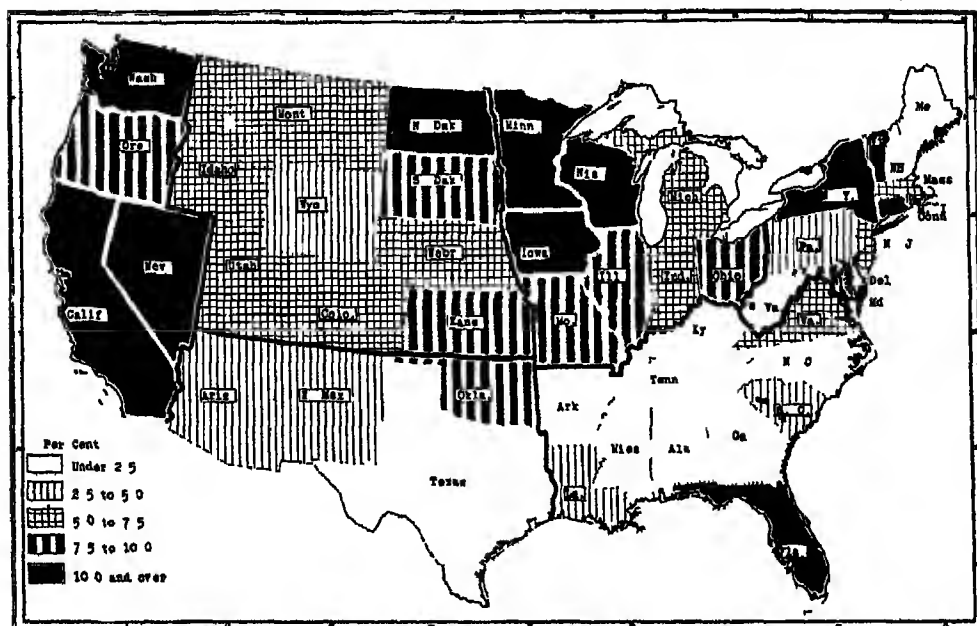 Wash
Mont
N Dak
Minn
Me
Ore
Idaho
S Dak
Wis
NH
Mass
Wyo
Mich
Y.
Conn
Nev
Utah
Nebr
Iowa
Ill
Ind.
Ohio
Pa.
N J
Calif
Colo.
Kans
Mo.
Ky
W Va
Va.
Del
Md
Ariz
N Mex
Okla.
Ark
Tenn
N C
S. C.
Texas
La.
Miss
Ala
Ga
Fla.
Per Cent
Under 2 5
2 5 to 5 0
5 0 to 7 5
7 5 to 10 0
10 0 and over